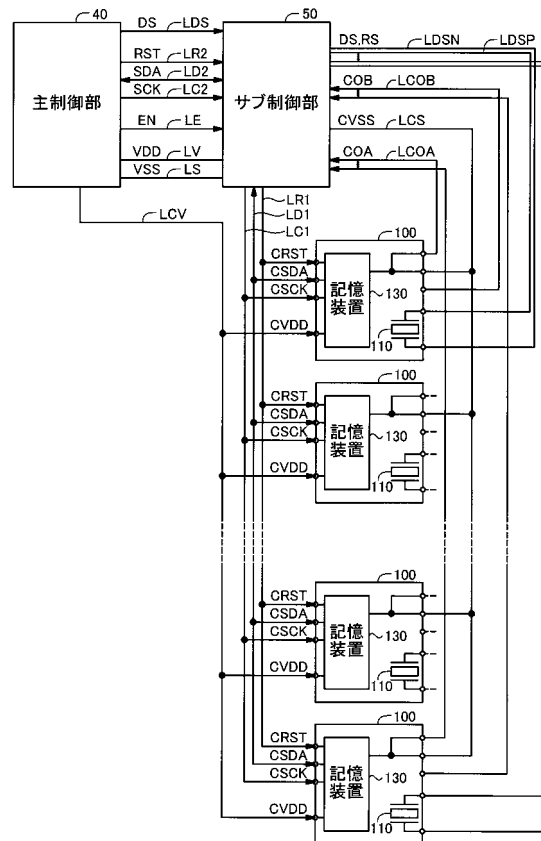 40
50
主制御部
サブ制御部
DS LDS
RST LR2
SDA LD2
SCK LC2
EN LE
VDD LV
VSS LS
LCV
DS,RS LDSN LDSP
COB LCOB
CVSS LCS
COA LCOA
LR1
LD1
LC1
100
CRST
CSDA
CSCK
CVDD
記憶
装置
130
110
100
CRST
CSDA
CSCK
CVDD
記憶
装置
130
110
100
CRST
CSDA
CSCK
CVDD
記憶
装置
130
110
100
CRST
CSDA
CSCK
CVDD
記憶
装置
130
110